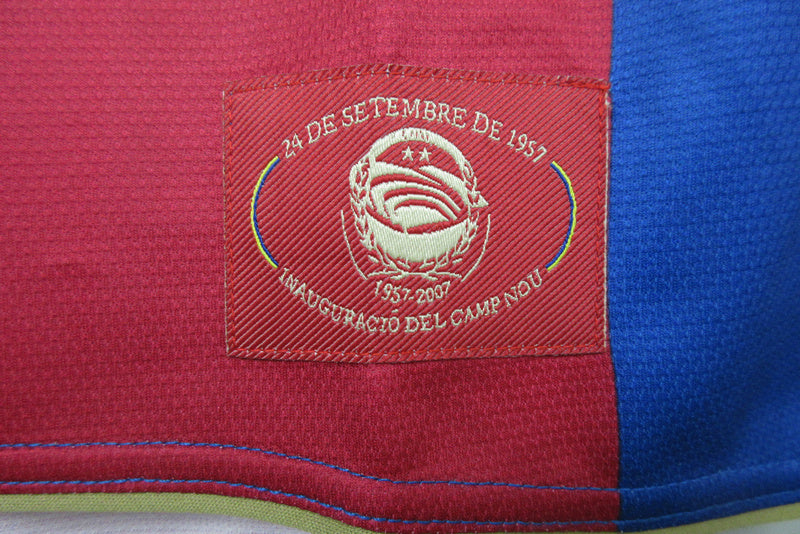 24 DE SETEMBRE DE 1957
1957-2007
INAUGURACIÓ DEL CAMP NOU